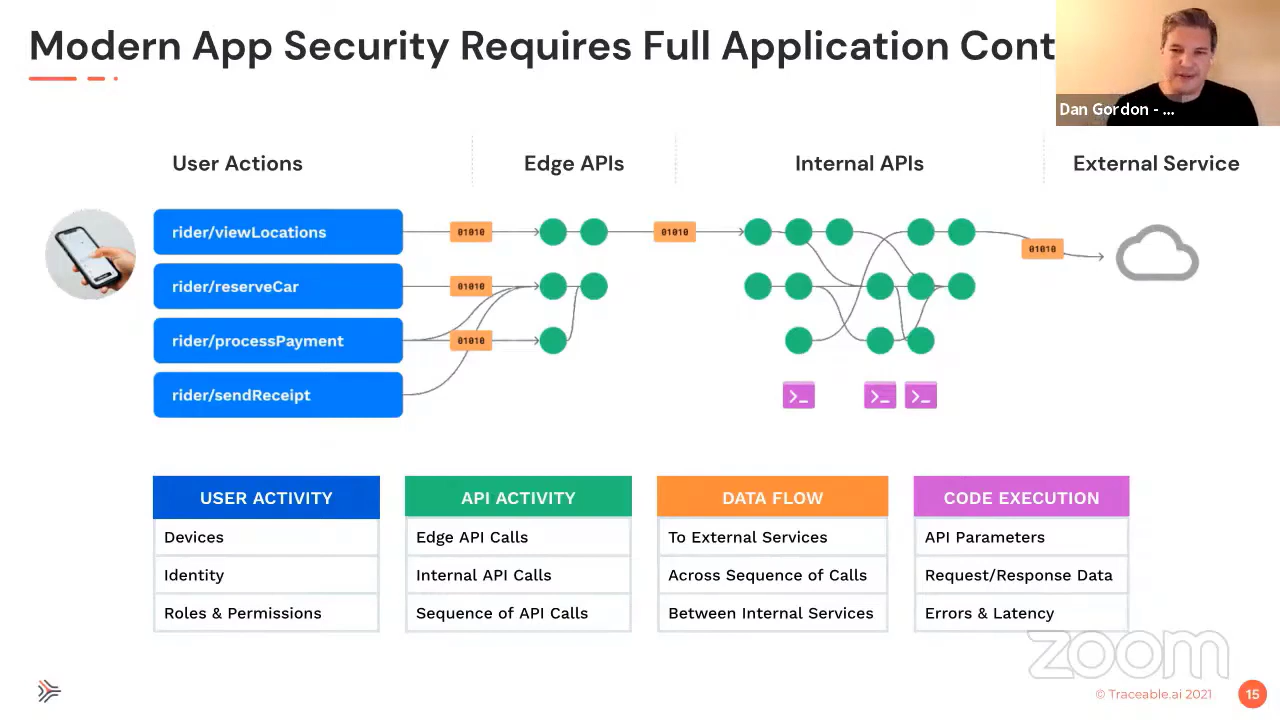 Modern App Security Requires Full Application Cont
Dan Gordon - ...
User Actions
Edge APIs
Internal APIs
External Service
rider/viewLocations
01010
01010
01010
rider/reserveCar
01010
rider/processPayment
01010
rider/sendReceipt
>_
>_
>_
USER ACTIVITY
Devices
Identity
Roles & Permissions
API ACTIVITY
Edge API Calls
Internal API Calls
Sequence of API Calls
DATA FLOW
To External Services
Across Sequence of Calls
Between Internal Services
CODE EXECUTION
API Parameters
Request/Response Data
Errors & Latency
zoom
© Traceable.ai 2021
15